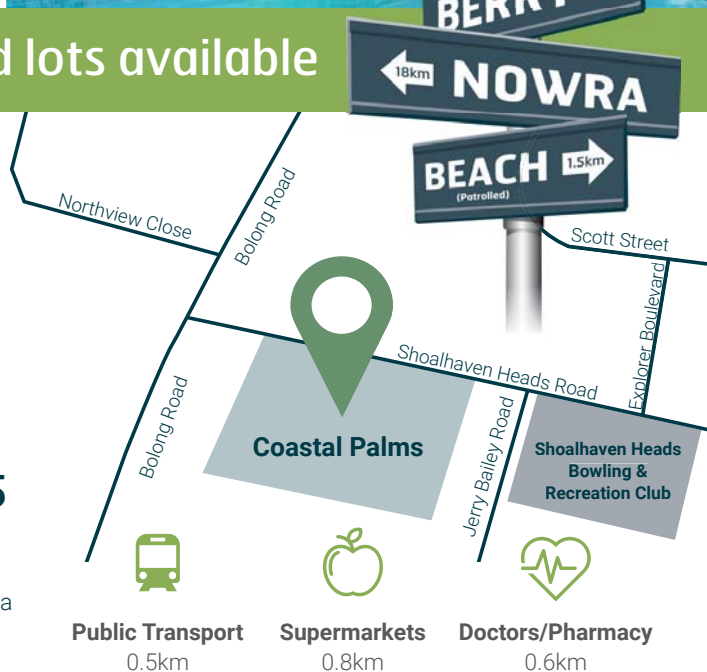 BERRY
d lots available
18km
NOWRA
BEACH
1.5km
(Patrolled)
Northview Close
Bolong Road
Scott Street
Explorer Boulevard
Shoalhaven Heads Road
Bolong Road
Coastal Palms
Jerry Bailey Road
Shoalhaven Heads
Bowling &
Recreation Club
5
a
Public Transport
0.5km
Supermarkets
0.8km
Doctors/Pharmacy
0.6km